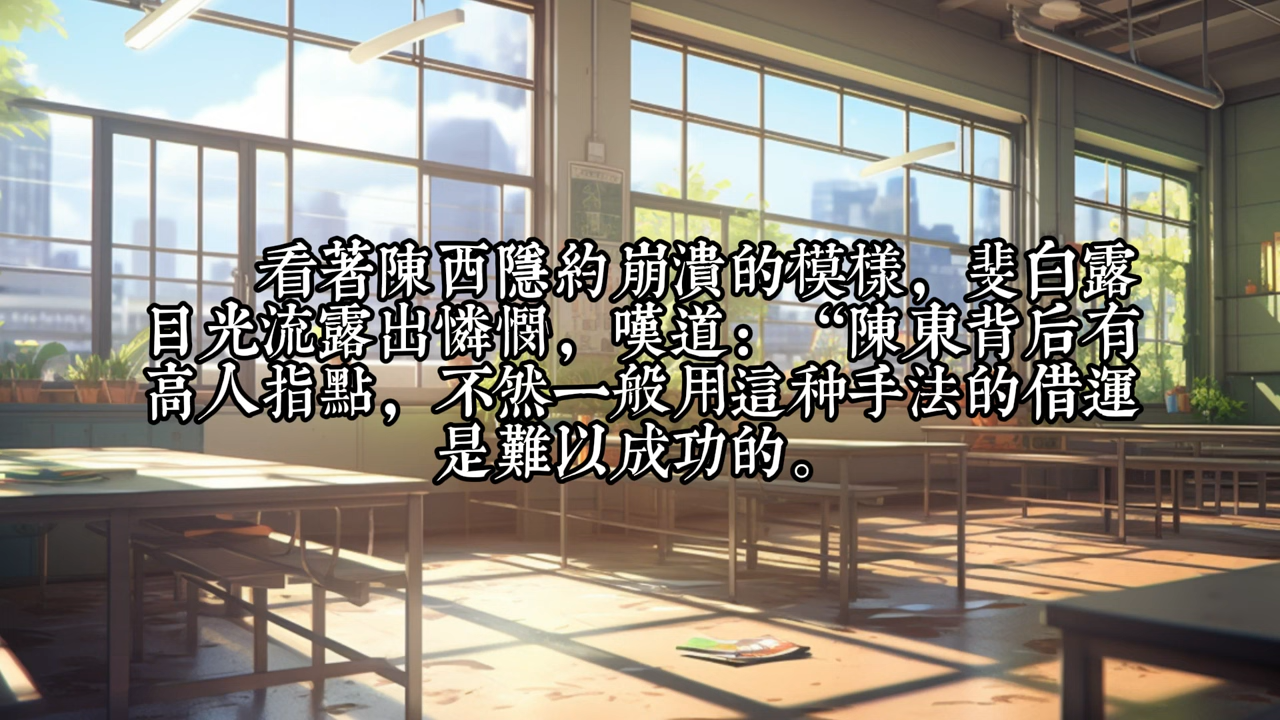 看著陳西隱約崩潰的模樣，斐白露
目光流露出憐憫，嘆道：“陳東背后有
高人指點，不然一般用這种手法的借運
是難以成功的。